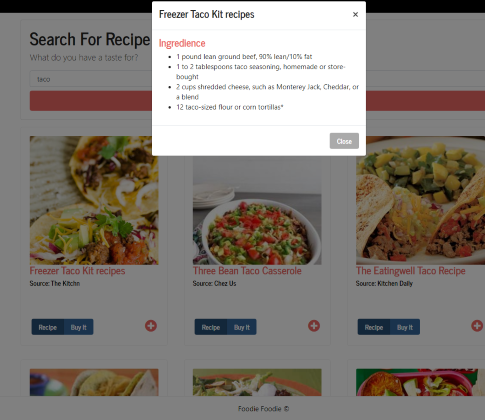 Freezer Taco Kit recipes ×
Ingredience
1 pound lean ground beef, 90% lean/10% fat
1 to 2 tablespoons taco seasoning, homemade or store-
bought
2 cups shredded cheese, such as Monterey Jack, Cheddar, or
a blend
12 taco-sized flour or corn tortillas*
Close
Search For Recipe
What do you have a taste for?
taco
Freezer Taco Kit recipes
Source: The Kitchn
Recipe Buy It
Three Bean Taco Casserole
Source: Chez Us
Recipe Buy It
The Eatingwell Taco Recipe
Source: Kitchen Daily
Recipe Buy It
Foodie Foodie ©